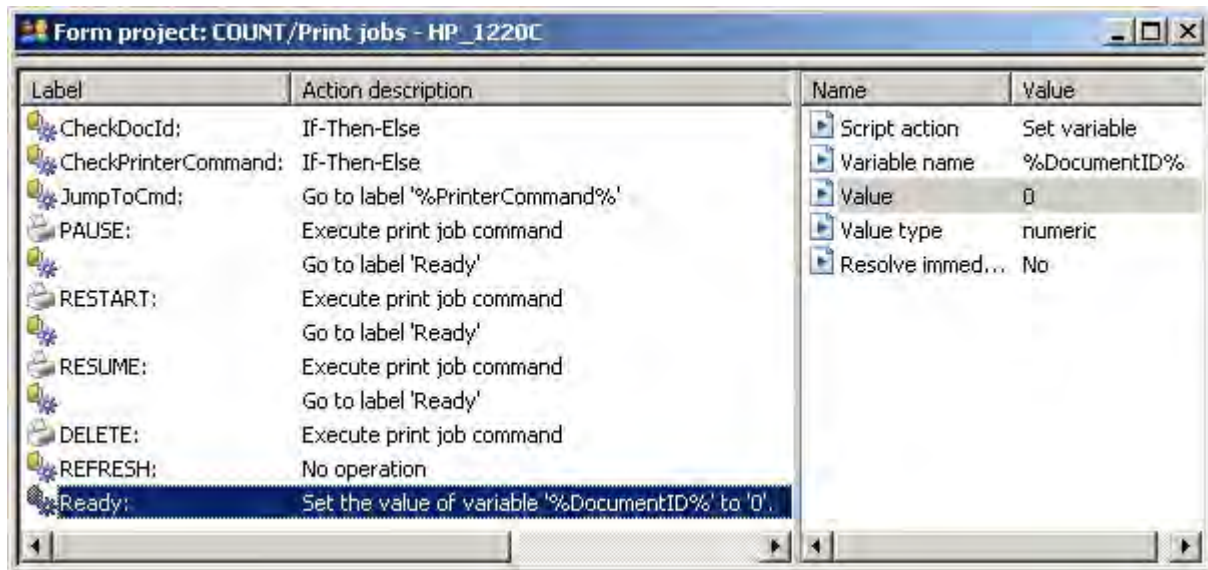 Form project: COUNT/Print jobs - HP_1220C
Label Action description
CheckDocId: If-Then-Else
CheckPrinterCommand: If-Then-Else
JumpToCmd: Go to label '%PrinterCommand%'
PAUSE: Execute print job command
Go to label 'Ready'
RESTART: Execute print job command
Go to label 'Ready'
RESUME: Execute print job command
Go to label 'Ready'
DELETE: Execute print job command
REFRESH: No operation
Ready: Set the value of variable '%DocumentID%' to '0'.
Name Value
Script action Set variable
Variable name %DocumentID%
Value 0
Value type numeric
Resolve immed... No